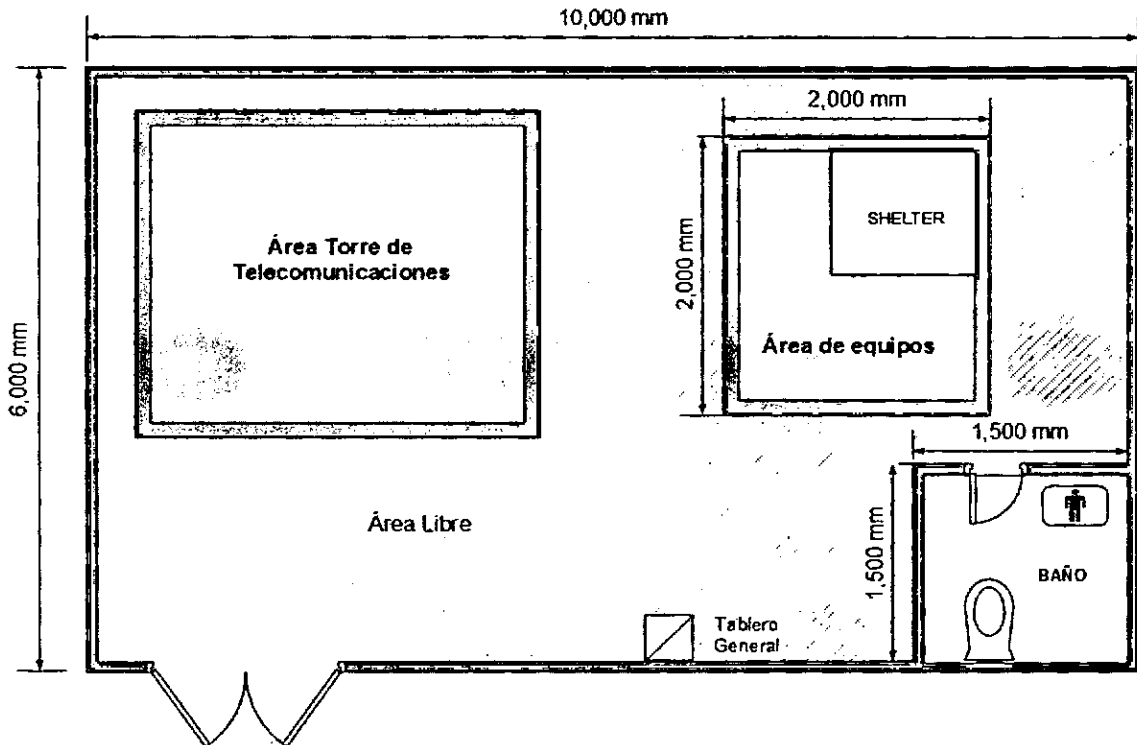 10,000 mm
2,000 mm
SHELTER
Área Torre de
Telecomunicaciones
2,000 mm
Área de equipos
6,000 mm
1,500 mm
Área Libre
1,500 mm
BAÑO
Tablero
General